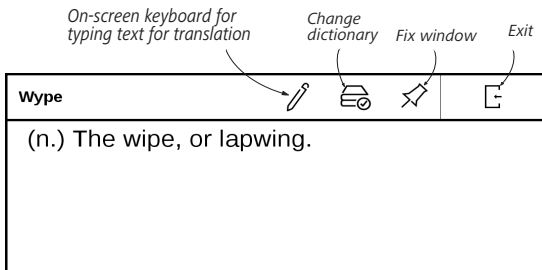 On-screen keyboard for
typing text for translation
Change
dictionary
Fix window
Exit
Wype
(n.) The wipe, or lapwing.